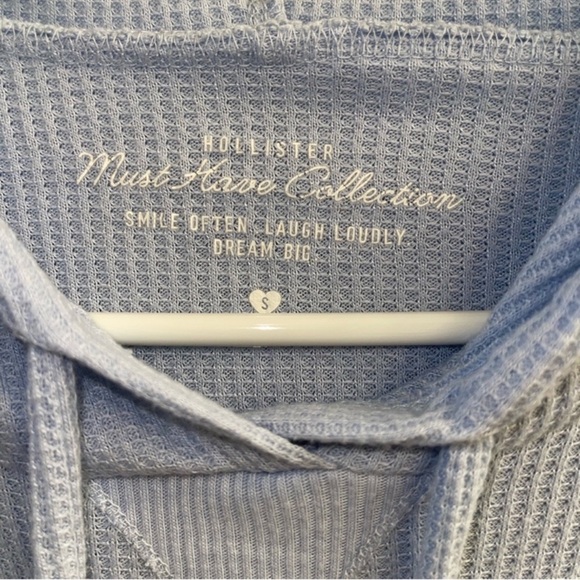 HOLLISTER
Must Have Collection
SMILE OFTEN. LAUGH LOUDLY.
DREAM BIG.
S